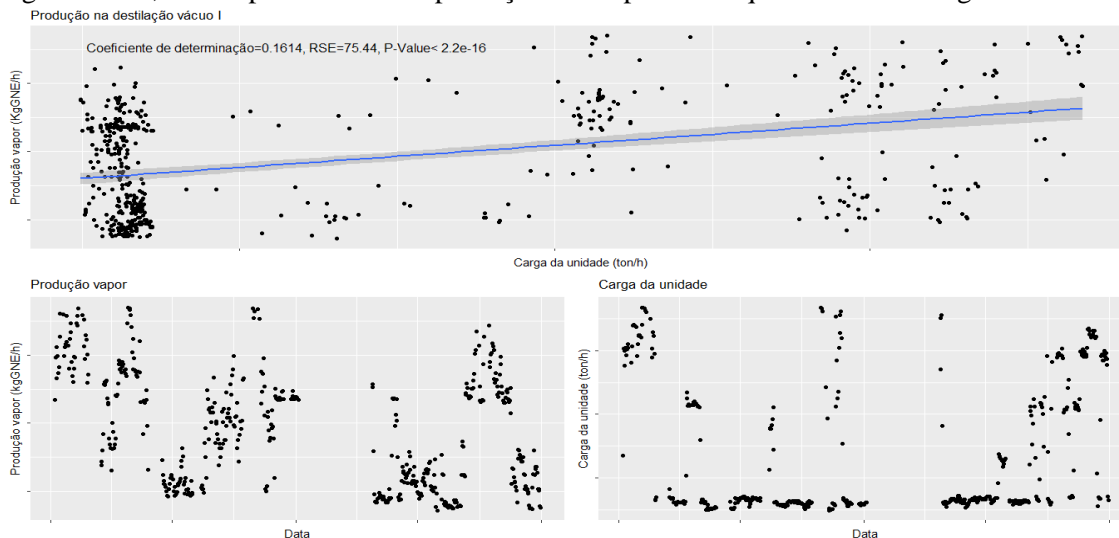 Produção na destilação vácuo I
Coeficiente de determinação=0.1614, RSE=75.44, P-Value< 2.2e-16
Produção vapor (KgGNE/h)
Carga da unidade (ton/h)
Produção vapor
Produção vapor (kgGNE/h)
Data
Carga da unidade
Carga da unidade (ton/h)
Data